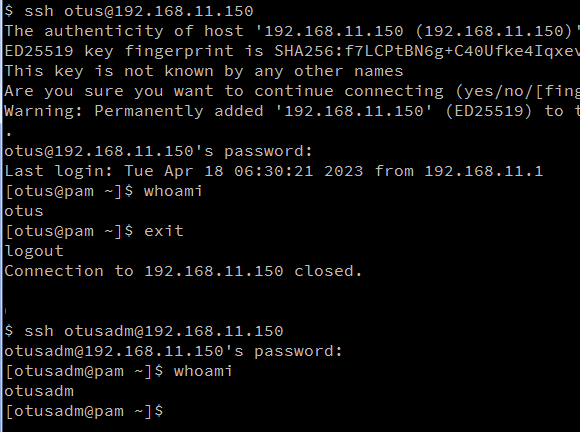 $ ssh otus@192.168.11.150
The authenticity of host '192.168.11.150 (192.168.11.150)'
ED25519 key fingerprint is SHA256:f7LCPtBN6g+C40Ufke4Iqxev
This key is not known by any other names
Are you sure you want to continue connecting (yes/no/[fing
Warning: Permanently added '192.168.11.150' (ED25519) to t
.
otus@192.168.11.150's password:
Last login: Tue Apr 18 06:30:21 2023 from 192.168.11.1
[otus@pam ~]$ whoami
otus
[otus@pam ~]$ exit
logout
Connection to 192.168.11.150 closed.
$ ssh otusadm@192.168.11.150
otusadm@192.168.11.150's password:
[otusadm@pam ~]$ whoami
otusadm
[otusadm@pam ~]$